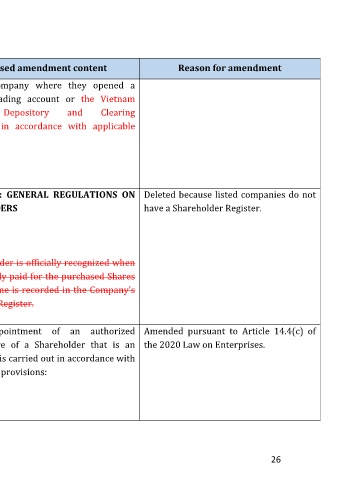 sed amendment content
Reason for amendment
ompany where they opened a
ading account or the Vietnam
Depository and Clearing
in accordance with applicable
: GENERAL REGULATIONS ON
DERS
Deleted because listed companies do not
have a Shareholder Register.
der is officially recognized when
ly paid for the purchased Shares
me is recorded in the Company's
Register.
pointment of an authorized
e of a Shareholder that is an
is carried out in accordance with
provisions:
Amended pursuant to Article 14.4(c) of
the 2020 Law on Enterprises.
26